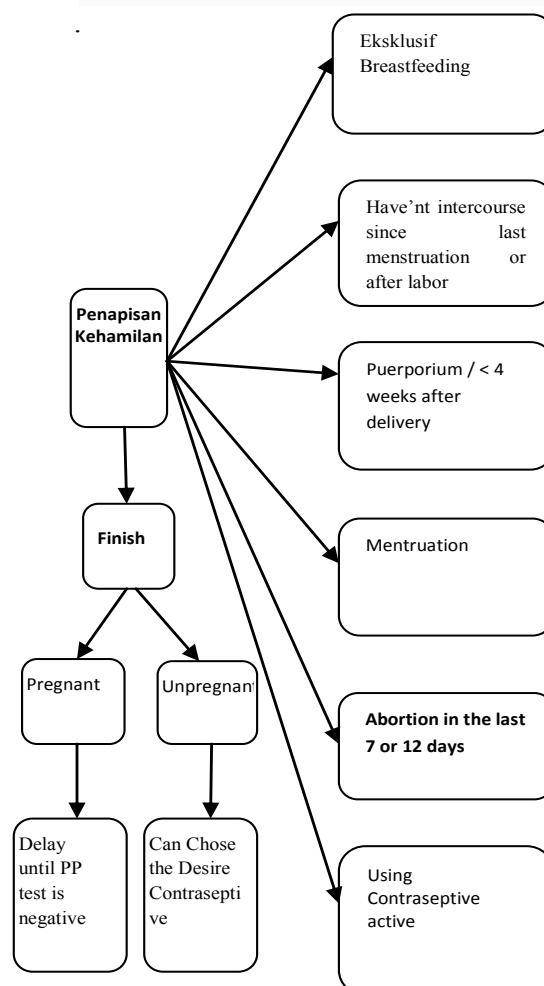 Eksklusif
Breastfeeding
Have'nt intercourse
since last
menstruation or
after labor
Penapisan
Kehamilan
Puerporium / < 4
weeks after
delivery
Finish
Mentruation
Pregnant
Unpregnant
Abortion in the last
7 or 12 days
Delay
until PP
test is
negative
Can Chose
the Desire
Contrasepti
ve
Using
Contraseptive
active